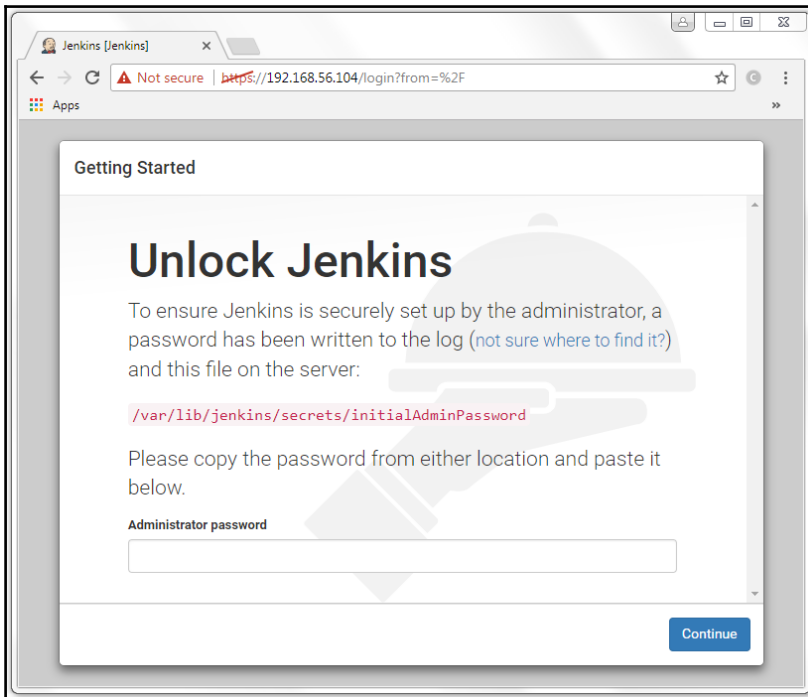 Jenkins [Jenkins]
Not secure | https://192.168.56.104/login?from=%2F
Apps
Getting Started
Unlock Jenkins
To ensure Jenkins is securely set up by the administrator, a
password has been written to the log (not sure where to find it?)
and this file on the server:
/var/lib/jenkins/secrets/initialAdminPassword
Please copy the password from either location and paste it
below.
Administrator password
Continue